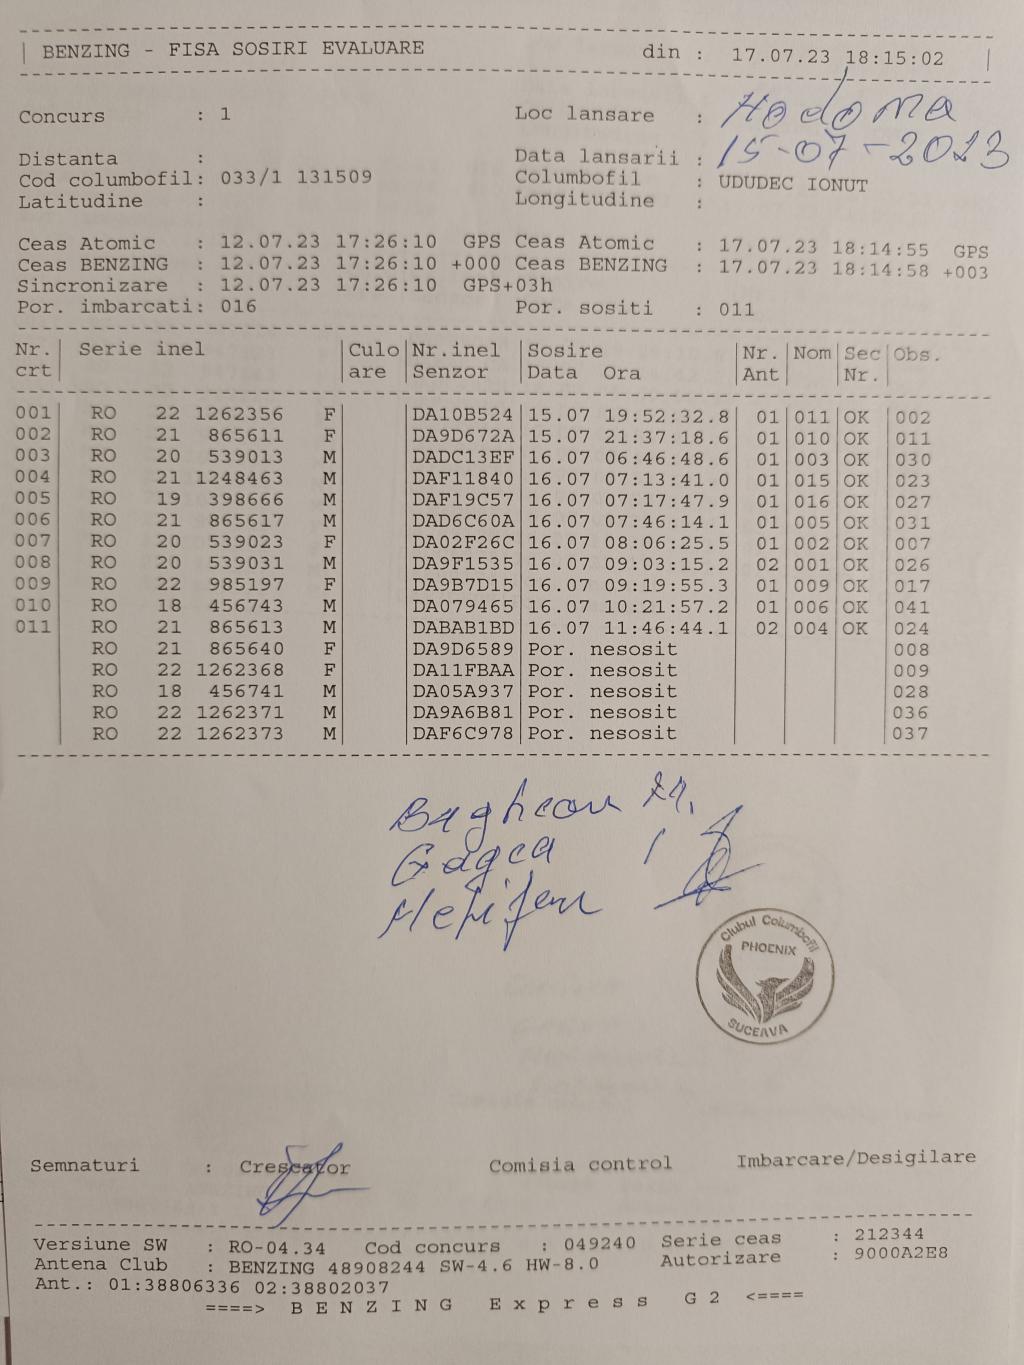 BENZING - FISA SOSIRI EVALUARE din : 17.07.23 18:15:02
Concurs : 1 Loc lansare : Hodoma
Distanta : Data lansarii : 15-07-2023
Cod columbofil: 033/1 131509 Columbofil : UDUDEC IONUT
Latitudine : Longitudine :
Ceas Atomic : 12.07.23 17:26:10 GPS Ceas Atomic : 17.07.23 18:14:55 GPS
Ceas BENZING : 12.07.23 17:26:10 +000 Ceas BENZING : 17.07.23 18:14:58 +003
Sincronizare : 12.07.23 17:26:10 GPS+03h
Por. imbarcati: 016 Por. sositi : 011
Nr. Serie inel Culo Nr.inel Sosire Nr. Nom Sec Obs.
crt are Senzor Data Ora Ant Nr.
001 RO 22 1262356 F DA10B524 15.07 19:52:32.8 01 011 OK 002
002 RO 21 865611 F DA9D672A 15.07 21:37:18.6 01 010 OK 011
003 RO 20 539013 M DADC13EF 16.07 06:46:48.6 01 003 OK 030
004 RO 21 1248463 M DAF11840 16.07 07:13:41.0 01 015 OK 023
005 RO 19 398666 M DAF19C57 16.07 07:17:47.9 01 016 OK 027
006 RO 21 865617 M DAD6C60A 16.07 07:46:14.1 01 005 OK 031
007 RO 20 539023 F DA02F26C 16.07 08:06:25.5 01 002 OK 007
008 RO 20 539031 M DA9F1535 16.07 09:03:15.2 02 001 OK 026
009 RO 22 985197 F DA9B7D15 16.07 09:19:55.3 01 009 OK 017
010 RO 18 456743 M DA079465 16.07 10:21:57.2 01 006 OK 041
011 RO 21 865613 M DABAB1BD 16.07 11:46:44.1 02 004 OK 024
RO 21 865640 F DA9D6589 Por. nesosit 008
RO 22 1262368 F DA11FBAA Por. nesosit 009
RO 18 456741 M DA05A937 Por. nesosit 028
RO 22 1262371 M DA9A6B81 Por. nesosit 036
RO 22 1262373 M DAF6C978 Por. nesosit 037
Gagea
Clubul Columbofil
PHOENIX
SUCEAVA
Semnaturi : Crescator Comisia control Imbarcare/Desigilare
Versiune SW : RO-04.34 Cod concurs : 049240 Serie ceas : 212344
Antena Club : BENZING 48908244 SW-4.6 HW-8.0 Autorizare : 9000A2E8
Ant.: 01:38806336 02:38802037
====> B E N Z I N G E x p r e s s G 2 <====